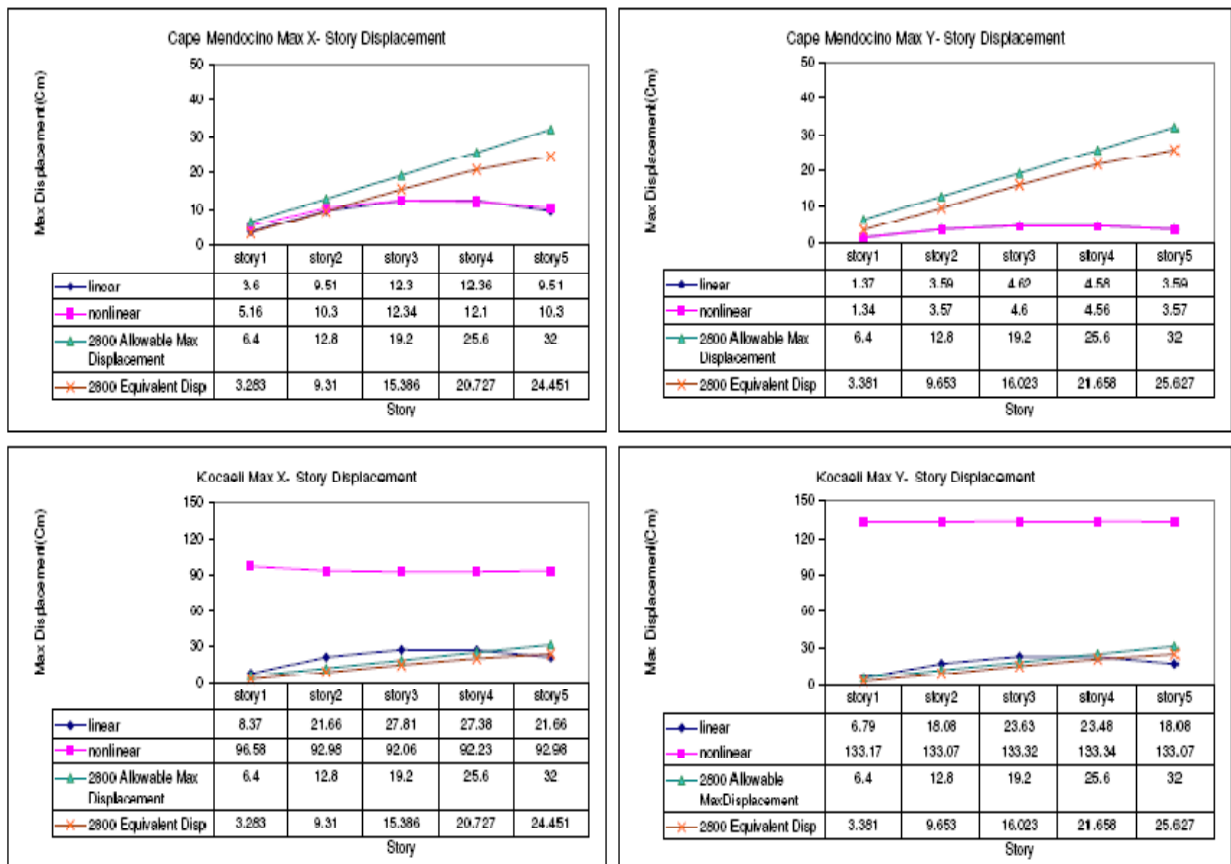 Cape Mendocino Max X- Story Displacement
Max Displacement(Cm)
50
40
30
20
10
0
story1 story2 story3 story4 story5
linear 3.6 9.51 12.3 12.36 9.51
nonlinear 5.16 10.3 12.34 12.1 10.3
2800 Allowable Max
Displacement 6.4 12.8 19.2 25.6 32
2800 Equivalent Disp 3.283 9.31 15.386 20.727 24.451
Story
Cape Mendocino Max Y- Story Displacement
Max Displacement(Cm)
50
40
30
20
10
0
story1 story2 story3 story4 story5
linear 1.37 3.59 4.62 4.58 3.59
nonlinear 1.34 3.57 4.6 4.56 3.57
2800 Allowable Max
Displacement 6.4 12.8 19.2 25.6 32
2800 Equivalent Disp 3.381 9.653 16.023 21.658 25.627
Story
Kocaeli Max X- Story Displacement
Max Displacement(Cm)
150
120
90
60
30
0
story1 story2 story3 story4 story5
linear 8.37 21.66 27.81 27.38 21.66
nonlinear 96.58 92.98 92.06 92.23 92.98
2800 Allowable Max
Displacement 6.4 12.8 19.2 25.6 32
2800 Equivalent Disp 3.283 9.31 15.386 20.727 24.451
Story
Kocaeli Max Y- Story Displacement
Max Displacement(Cm)
150
120
90
60
30
0
story1 story2 story3 story4 story5
linear 6.79 18.08 23.63 23.48 18.08
nonlinear 133.17 133.07 133.32 133.34 133.07
2800 Allowable
MaxDisplacement 6.4 12.8 19.2 25.6 32
2800 Equivalent Disp 3.381 9.653 16.023 21.658 25.627
Story